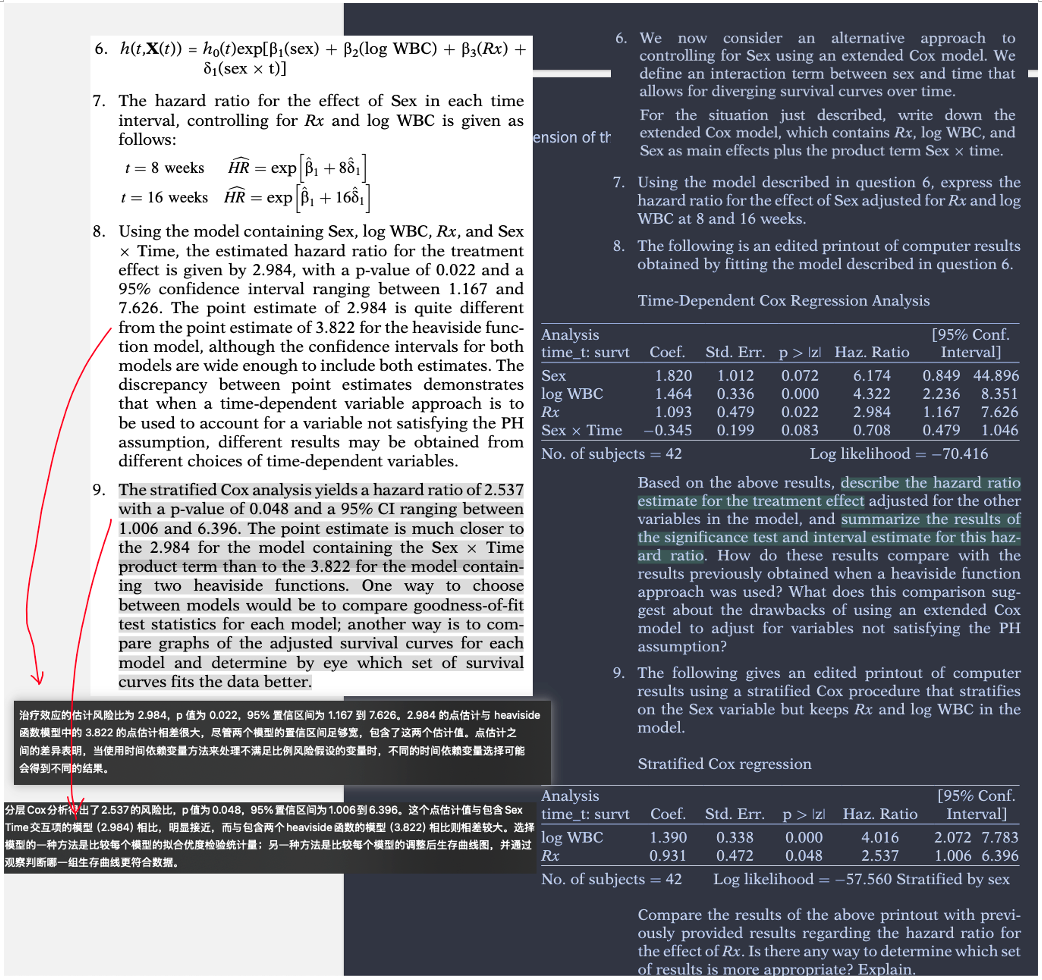 6. h(t,X(t)) = h₀(t)exp[β₁(sex) + β₂(log WBC) + β₃(Rx) +
δ₁(sex × t)]
7. The hazard ratio for the effect of Sex in each time
interval, controlling for Rx and log WBC is given as
follows:
t = 8 weeks    ĤR = exp[β̂₁ + 8δ̂₁]
t = 16 weeks   ĤR = exp[β̂₁ + 16δ̂₁]
8. Using the model containing Sex, log WBC, Rx, and Sex
× Time, the estimated hazard ratio for the treatment
effect is given by 2.984, with a p-value of 0.022 and a
95% confidence interval ranging between 1.167 and
7.626. The point estimate of 2.984 is quite different
from the point estimate of 3.822 for the heaviside func-
tion model, although the confidence intervals for both
models are wide enough to include both estimates. The
discrepancy between point estimates demonstrates
that when a time-dependent variable approach is to
be used to account for a variable not satisfying the PH
assumption, different results may be obtained from
different choices of time-dependent variables.
9. The stratified Cox analysis yields a hazard ratio of 2.537
with a p-value of 0.048 and a 95% CI ranging between
1.006 and 6.396. The point estimate is much closer to
the 2.984 for the model containing the Sex × Time
product term than to the 3.822 for the model contain-
ing two heaviside functions. One way to choose
between models would be to compare goodness-of-fit
test statistics for each model; another way is to com-
pare graphs of the adjusted survival curves for each
model and determine by eye which set of survival
curves fits the data better.
治疗效应的估计风险比为 2.984，p 值为 0.022，95% 置信区间为 1.167 到 7.626。2.984 的点估计与 heaviside
函数模型中的 3.822 的点估计相差很大，尽管两个模型的置信区间足够宽，包含了这两个估计值。点估计之
间的差异表明，当使用时间依赖变量方法来处理不满足比例风险假设的变量时，不同的时间依赖变量选择可能
会得到不同的结果。
分层 Cox 分析得出了 2.537 的风险比，p 值为 0.048，95% 置信区间为 1.006 到 6.396。这个点估计值与包含 Sex
Time 交互项的模型 (2.984) 相比，明显接近，而与包含两个 heaviside 函数的模型 (3.822) 相比则相差较大。选择
模型的一种方法是比较每个模型的拟合优度检验统计量；另一种方法是比较每个模型的调整后生存曲线图，并通过
观察判断哪一组生存曲线更符合数据。
ension of th
6. We now consider an alternative approach to
controlling for Sex using an extended Cox model. We
define an interaction term between sex and time that
allows for diverging survival curves over time.
For the situation just described, write down the
extended Cox model, which contains Rx, log WBC, and
Sex as main effects plus the product term Sex × time.
7. Using the model described in question 6, express the
hazard ratio for the effect of Sex adjusted for Rx and log
WBC at 8 and 16 weeks.
8. The following is an edited printout of computer results
obtained by fitting the model described in question 6.
Time-Dependent Cox Regression Analysis
Analysis [95% Conf.
time_t: survt Coef. Std. Err. p > |z| Haz. Ratio Interval]
Sex 1.820 1.012 0.072 6.174 0.849 44.896
log WBC 1.464 0.336 0.000 4.322 2.236 8.351
Rx 1.093 0.479 0.022 2.984 1.167 7.626
Sex × Time −0.345 0.199 0.083 0.708 0.479 1.046
No. of subjects = 42 Log likelihood = −70.416
Based on the above results, describe the hazard ratio
estimate for the treatment effect adjusted for the other
variables in the model, and summarize the results of
the significance test and interval estimate for this haz-
ard ratio. How do these results compare with the
results previously obtained when a heaviside function
approach was used? What does this comparison sug-
gest about the drawbacks of using an extended Cox
model to adjust for variables not satisfying the PH
assumption?
9. The following gives an edited printout of computer
results using a stratified Cox procedure that stratifies
on the Sex variable but keeps Rx and log WBC in the
model.
Stratified Cox regression
Analysis [95% Conf.
time_t: survt Coef. Std. Err. p > |z| Haz. Ratio Interval]
log WBC 1.390 0.338 0.000 4.016 2.072 7.783
Rx 0.931 0.472 0.048 2.537 1.006 6.396
No. of subjects = 42 Log likelihood = −57.560 Stratified by sex
Compare the results of the above printout with previ-
ously provided results regarding the hazard ratio for
the effect of Rx. Is there any way to determine which set
of results is more appropriate? Explain.